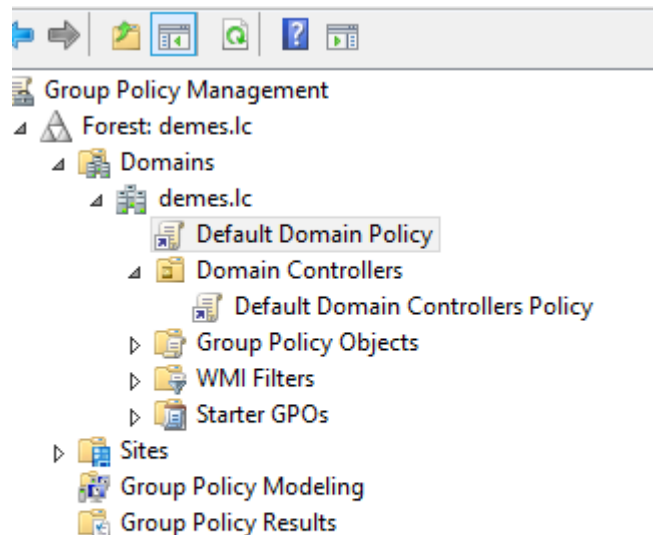 Group Policy Management
Forest: demes.lc
Domains
demes.lc
Default Domain Policy
Domain Controllers
Default Domain Controllers Policy
Group Policy Objects
WMI Filters
Starter GPOs
Sites
Group Policy Modeling
Group Policy Results